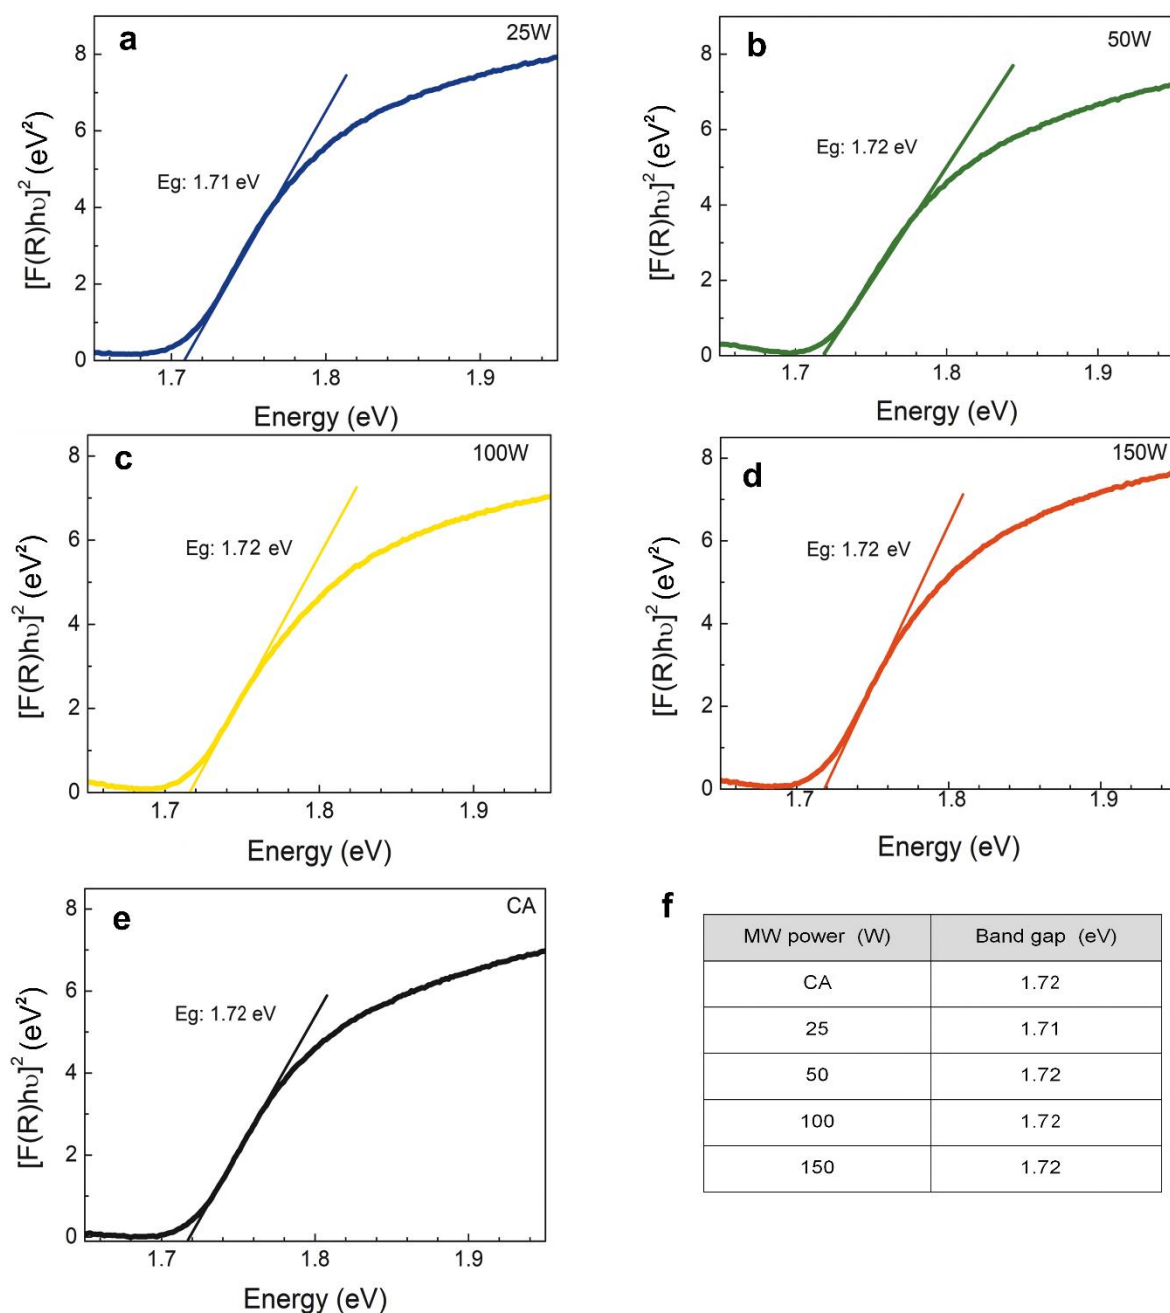 a
25W
8
6
4
2
0
[F(R)hυ]² (eV²)
Eg: 1.71 eV
1.7 1.8 1.9
Energy (eV)
b
50W
8
6
4
2
0
[F(R)hυ]² (eV²)
Eg: 1.72 eV
1.7 1.8 1.9
Energy (eV)
c
100W
8
6
4
2
0
[F(R)hυ]² (eV²)
Eg: 1.72 eV
1.7 1.8 1.9
Energy (eV)
d
150W
8
6
4
2
0
[F(R)hυ]² (eV²)
Eg: 1.72 eV
1.7 1.8 1.9
Energy (eV)
e
CA
8
6
4
2
0
[F(R)hυ]² (eV²)
Eg: 1.72 eV
1.7 1.8 1.9
Energy (eV)
f
MW power (W) Band gap (eV)
CA 1.72
25 1.71
50 1.72
100 1.72
150 1.72